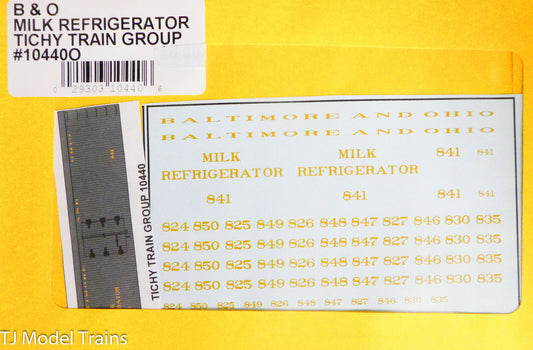 B & O
MILK REFRIGERATOR
TICHY TRAIN GROUP
#10440O
0 29303 10440 6
BALTIMORE AND OHIO
BALTIMORE AND OHIO
MILK MILK 841 841
REFRIGERATOR REFRIGERATOR
841 841 841 841
824 850 825 849 826 848 847 827 846 830 835
824 850 825 849 826 848 847 827 846 830 835
824 850 825 849 826 848 847 827 846 830 835
824 850 825 849 826 848 847 827 846 830 835
824 850 825 849 826 848 847 827 846 830 835
TICHY TRAIN GROUP 10440
841
TJ Model Trains